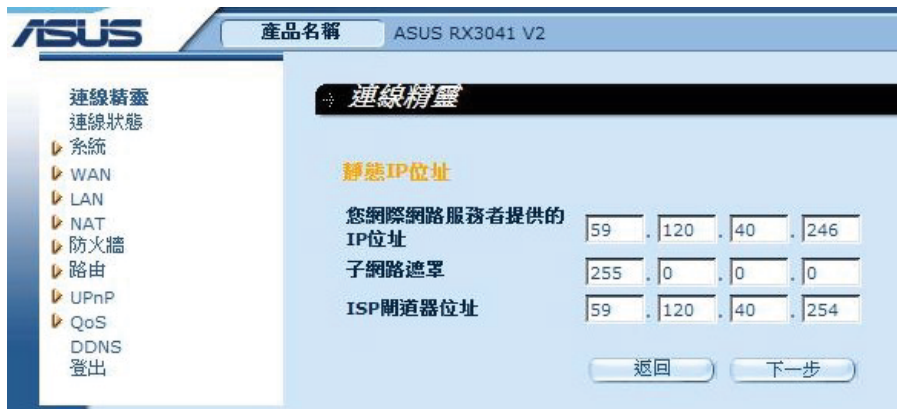 ASUS 產品名稱 ASUS RX3041 V2
連線精靈
連線狀態
系統
WAN
LAN
NAT
防火牆
路由
UPnP
QoS
DDNS
登出
連線精靈
靜態IP位址
您網際網路服務者提供的
IP位址 59 . 120 . 40 . 246
子網路遮罩 255 . 0 . 0 . 0
ISP閘道器位址 59 . 120 . 40 . 254
返回 下一步